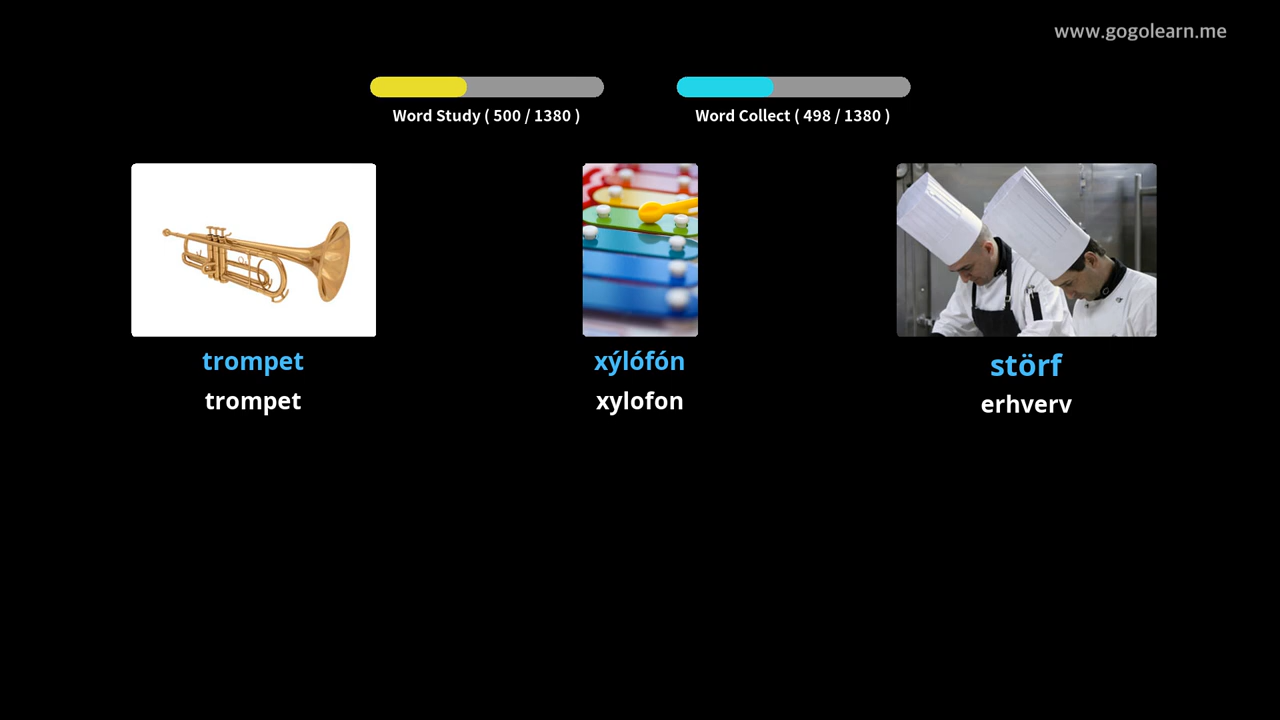 www.gogolearn.me
Word Study ( 500 / 1380 )
Word Collect ( 498 / 1380 )
trompet
xýlófón
störf
trompet
xylofon
erhverv